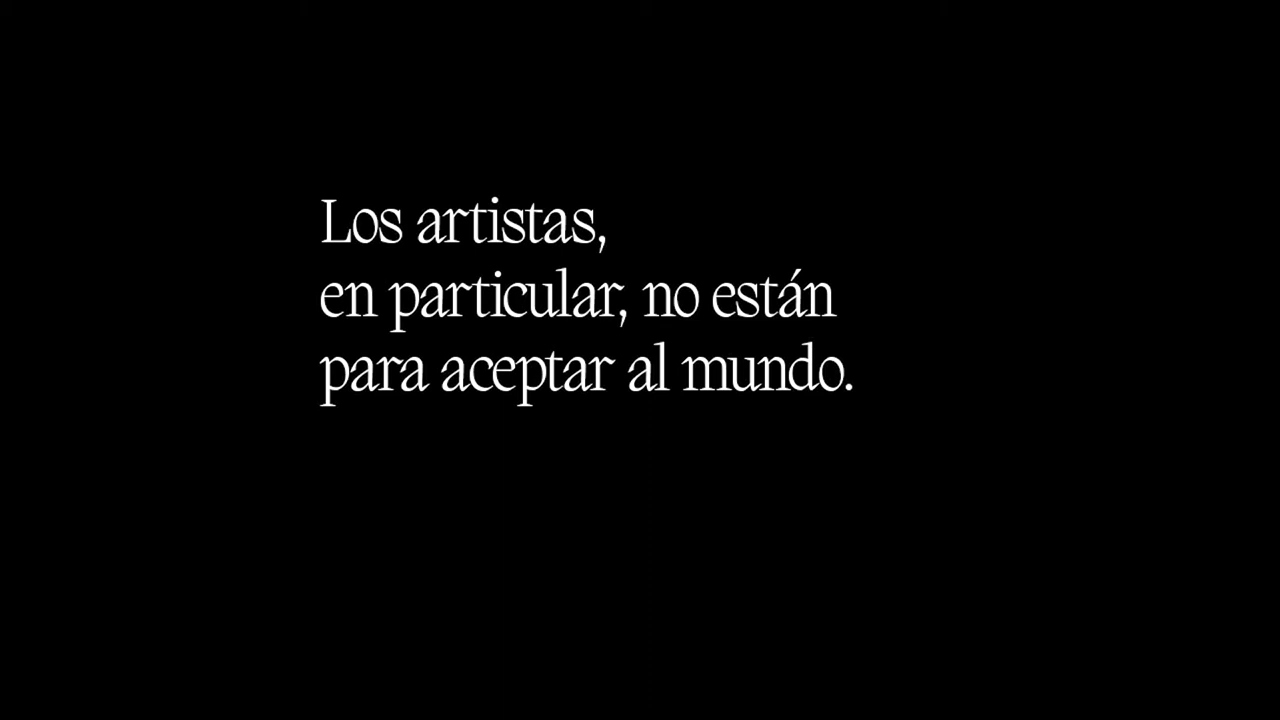 Los artistas,
en particular, no están
para aceptar al mundo.